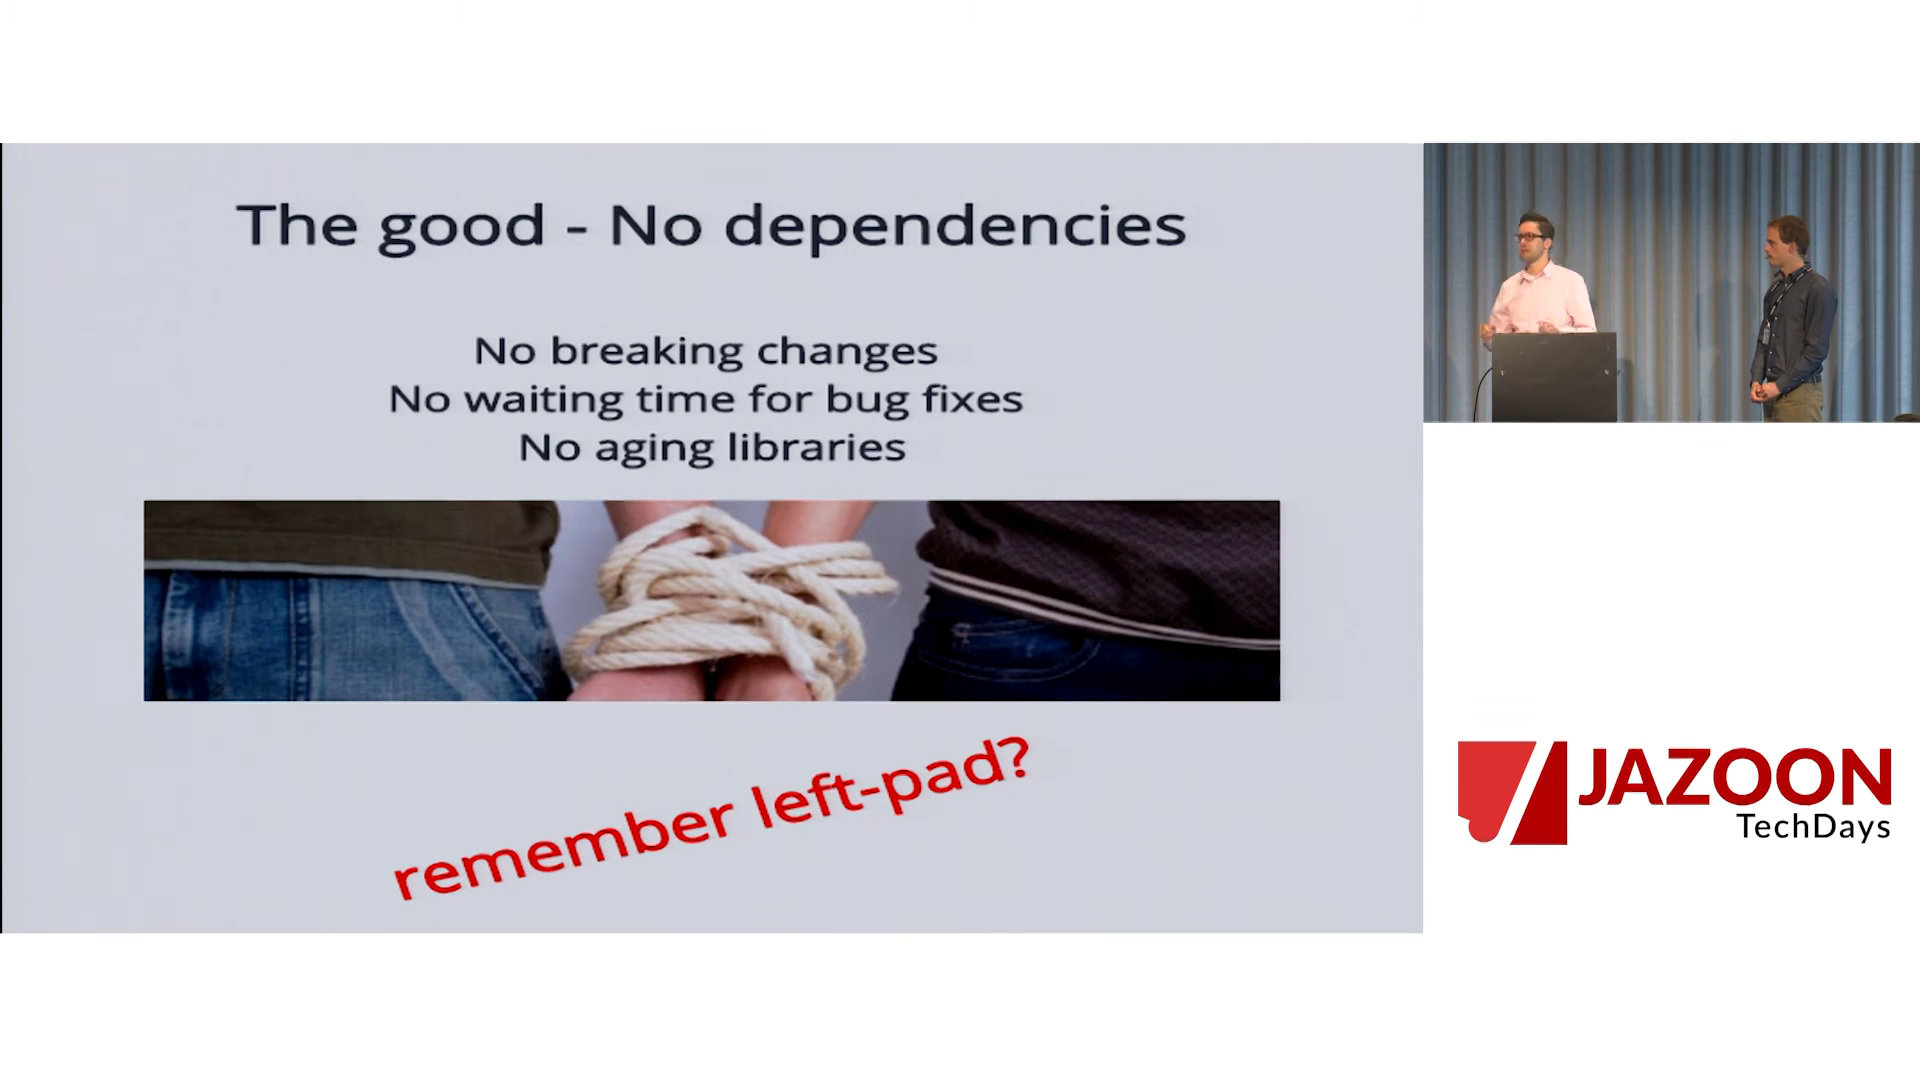 The good - No dependencies
No breaking changes
No waiting time for bug fixes
No aging libraries
remember left-pad?
JAZOON
TechDays